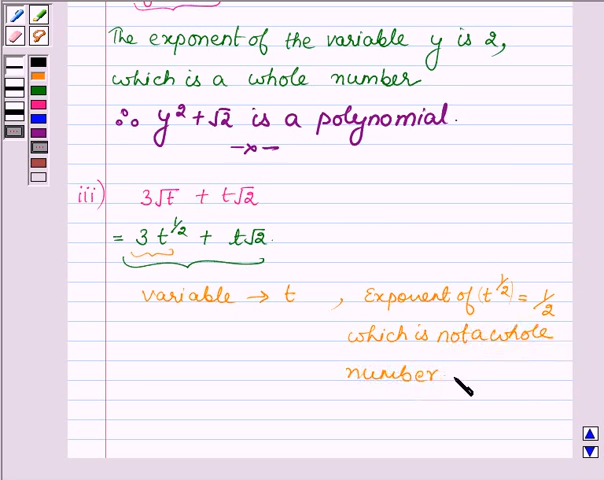 The exponent of the variable y is 2,
which is a whole number
∴ y² + √2 is a polynomial.
—x—
iii) 3√t + t√2
= 3 t^1/2 + t√2.
variable → t , Exponent of (t^1/2) = 1/2
which is not a whole
number.